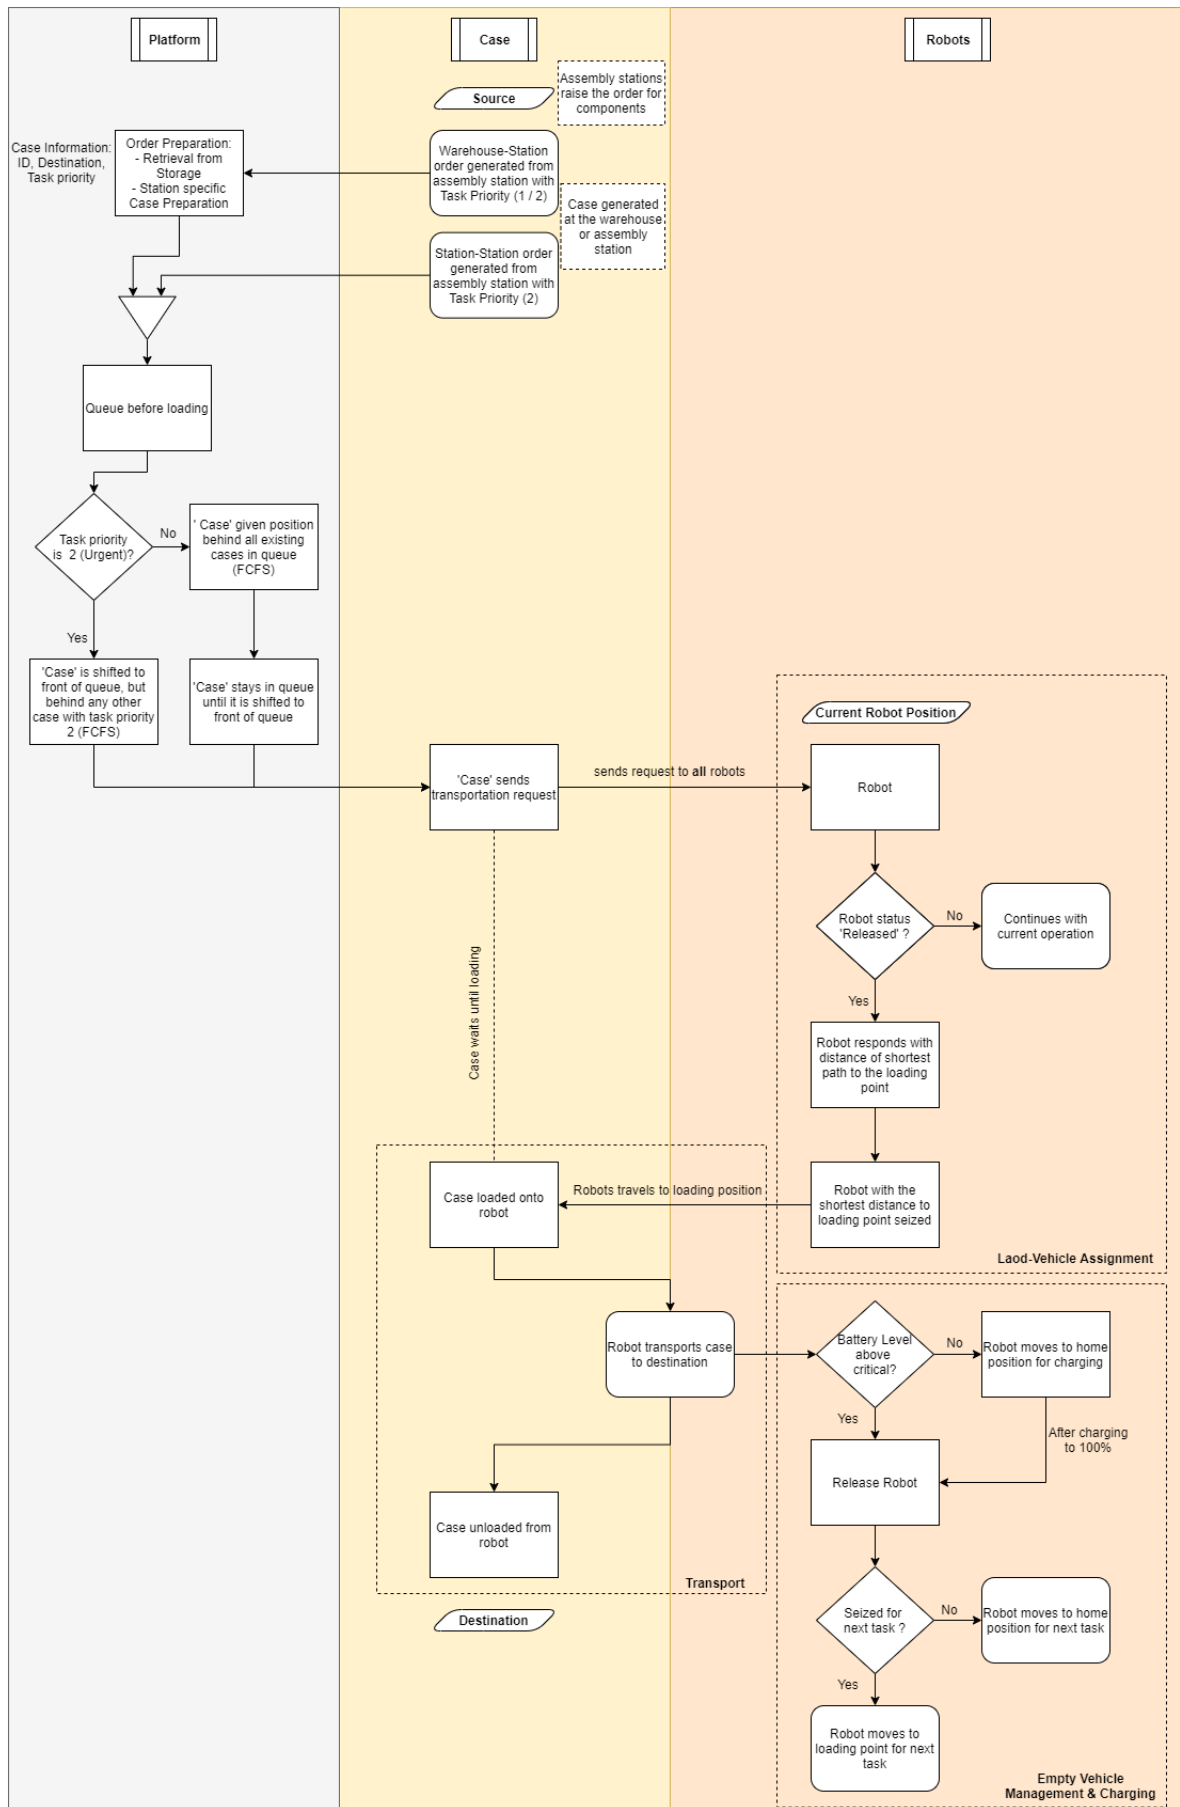 Platform
Case
Robots
Source
Assembly stations
raise the order for
components
Case Information:
ID, Destination,
Task priority
Order Preparation:
- Retrieval from
Storage
- Station specific
Case Preparation
Warehouse-Station
order generated from
assembly station with
Task Priority (1 / 2)
Case generated
at the warehouse
or assembly
station
Station-Station order
generated from
assembly station with
Task Priority (2)
Queue before loading
Task priority
is 2 (Urgent)?
No
' Case' given position
behind all existing
cases in queue
(FCFS)
Yes
'Case' is shifted to
front of queue, but
behind any other
case with task priority
2 (FCFS)
'Case' stays in queue
until it is shifted to
front of queue
Current Robot Position
'Case' sends
transportation request
sends request to all robots
Robot
Robot status
'Released' ?
No
Continues with
current operation
Yes
Case waits until loading
Robot responds with
distance of shortest
path to the loading
point
Case loaded onto
robot
Robots travels to loading position
Robot with the
shortest distance to
loading point seized
Laod-Vehicle Assignment
Robot transports case
to destination
Battery Level
above
critical?
No
Robot moves to home
position for charging
Yes
After charging
to 100%
Release Robot
Case unloaded from
robot
Transport
Destination
Seized for
next task ?
No
Robot moves to home
position for next task
Yes
Robot moves to
loading point for next
task
Empty Vehicle
Management & Charging